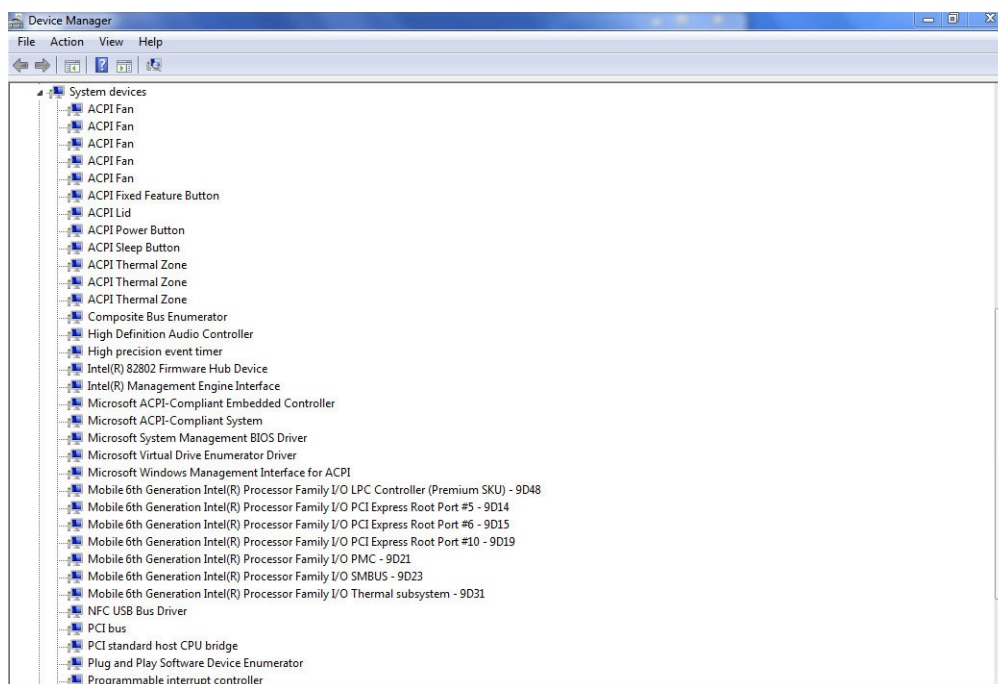 Device Manager
File Action View Help
System devices
ACPI Fan
ACPI Fan
ACPI Fan
ACPI Fan
ACPI Fan
ACPI Fixed Feature Button
ACPI Lid
ACPI Power Button
ACPI Sleep Button
ACPI Thermal Zone
ACPI Thermal Zone
ACPI Thermal Zone
Composite Bus Enumerator
High Definition Audio Controller
High precision event timer
Intel(R) 82802 Firmware Hub Device
Intel(R) Management Engine Interface
Microsoft ACPI-Compliant Embedded Controller
Microsoft ACPI-Compliant System
Microsoft System Management BIOS Driver
Microsoft Virtual Drive Enumerator Driver
Microsoft Windows Management Interface for ACPI
Mobile 6th Generation Intel(R) Processor Family I/O LPC Controller (Premium SKU) - 9D48
Mobile 6th Generation Intel(R) Processor Family I/O PCI Express Root Port #5 - 9D14
Mobile 6th Generation Intel(R) Processor Family I/O PCI Express Root Port #6 - 9D15
Mobile 6th Generation Intel(R) Processor Family I/O PCI Express Root Port #10 - 9D19
Mobile 6th Generation Intel(R) Processor Family I/O PMC - 9D21
Mobile 6th Generation Intel(R) Processor Family I/O SMBUS - 9D23
Mobile 6th Generation Intel(R) Processor Family I/O Thermal subsystem - 9D31
NFC USB Bus Driver
PCI bus
PCI standard host CPU bridge
Plug and Play Software Device Enumerator
Programmable interrupt controller